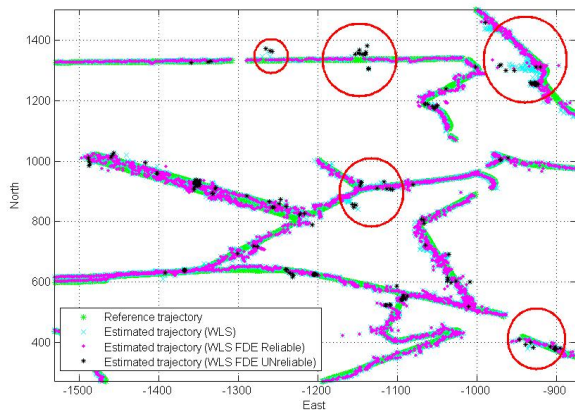 1400
1200
1000
800
600
400
North
Reference trajectory
Estimated trajectory (WLS)
Estimated trajectory (WLS FDE Reliable)
Estimated trajectory (WLS FDE UNreliable)
-1500 -1400 -1300 -1200 -1100 -1000 -900
East